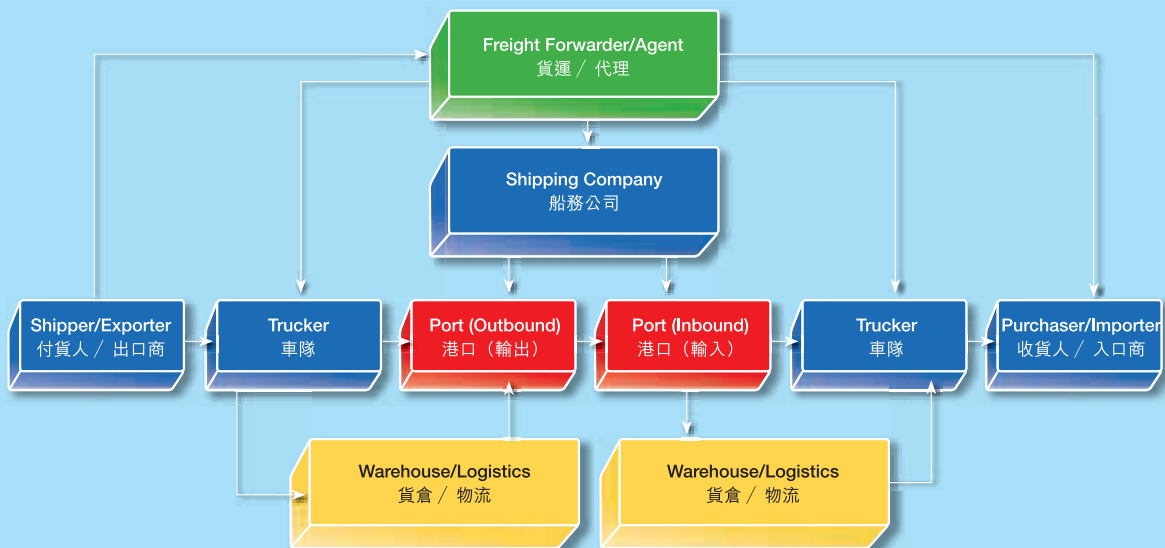 Freight Forwarder/Agent
貨運 / 代理
Shipping Company
船務公司
Shipper/Exporter
付貨人 / 出口商
Trucker
車隊
Port (Outbound)
港口（輸出）
Port (Inbound)
港口（輸入）
Trucker
車隊
Purchaser/Importer
收貨人 / 入口商
Warehouse/Logistics
貨倉 / 物流
Warehouse/Logistics
貨倉 / 物流